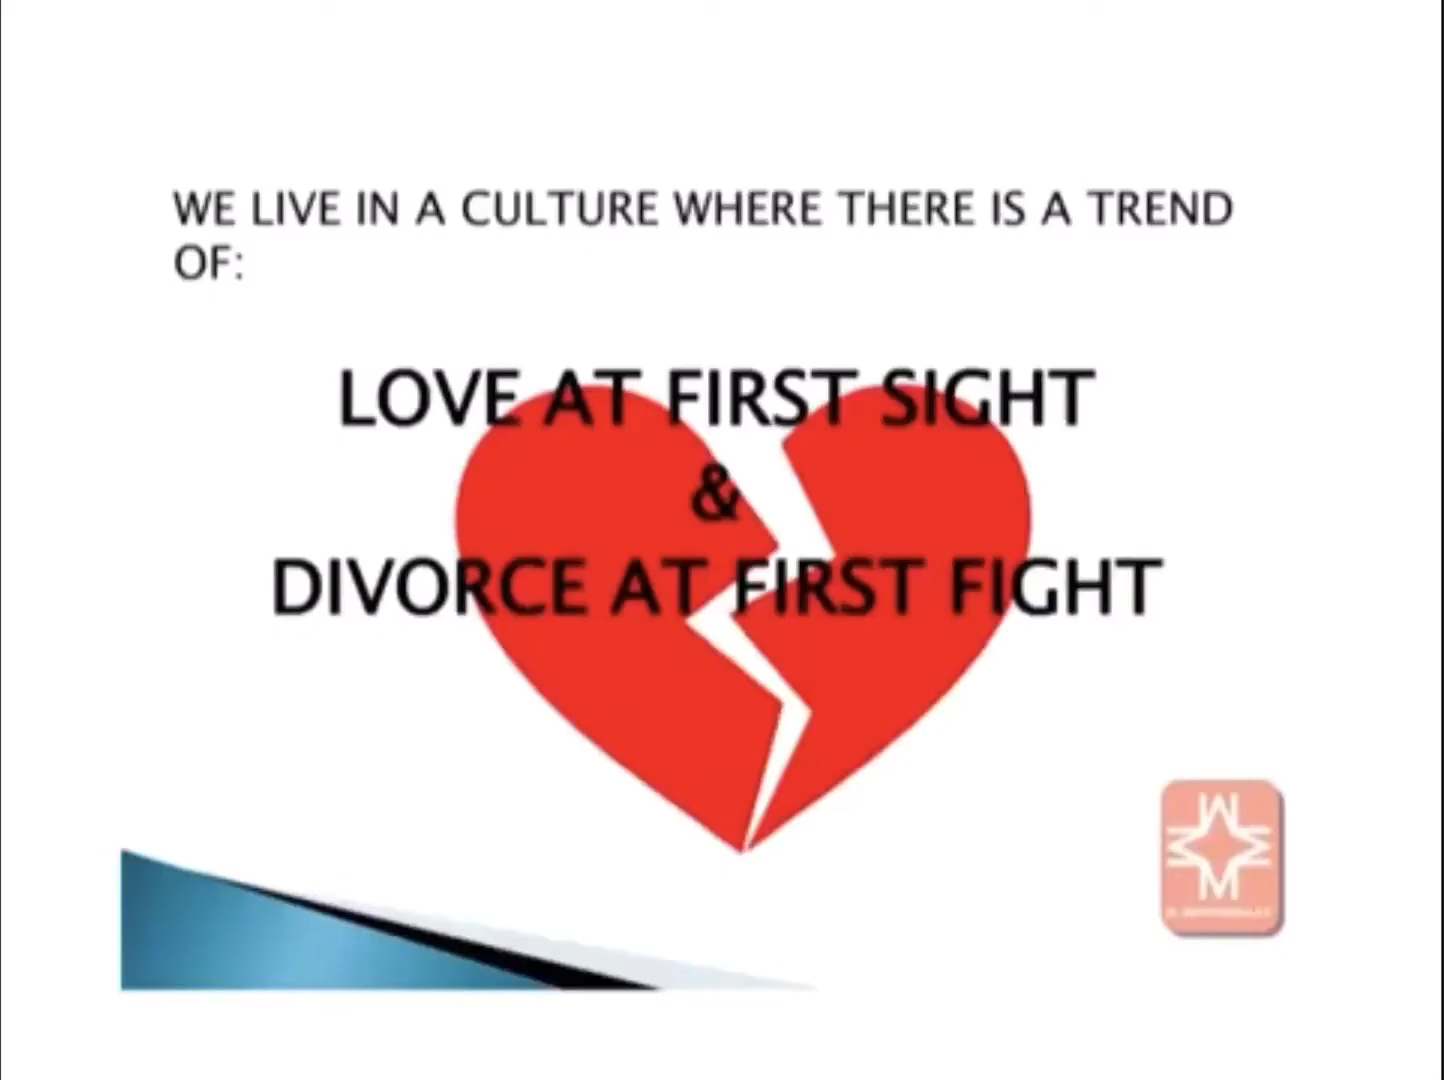 WE LIVE IN A CULTURE WHERE THERE IS A TREND
OF:
LOVE AT FIRST SIGHT
&
DIVORCE AT FIRST FIGHT